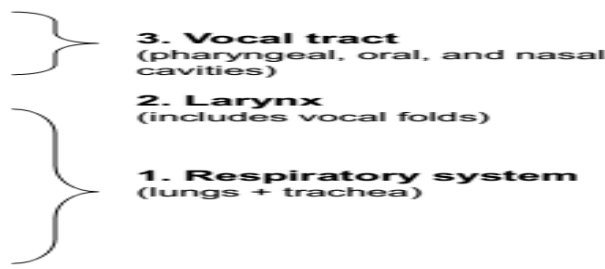 3. Vocal tract
(pharyngeal, oral, and nasal
cavities)
2. Larynx
(includes vocal folds)
1. Respiratory system
(lungs + trachea)